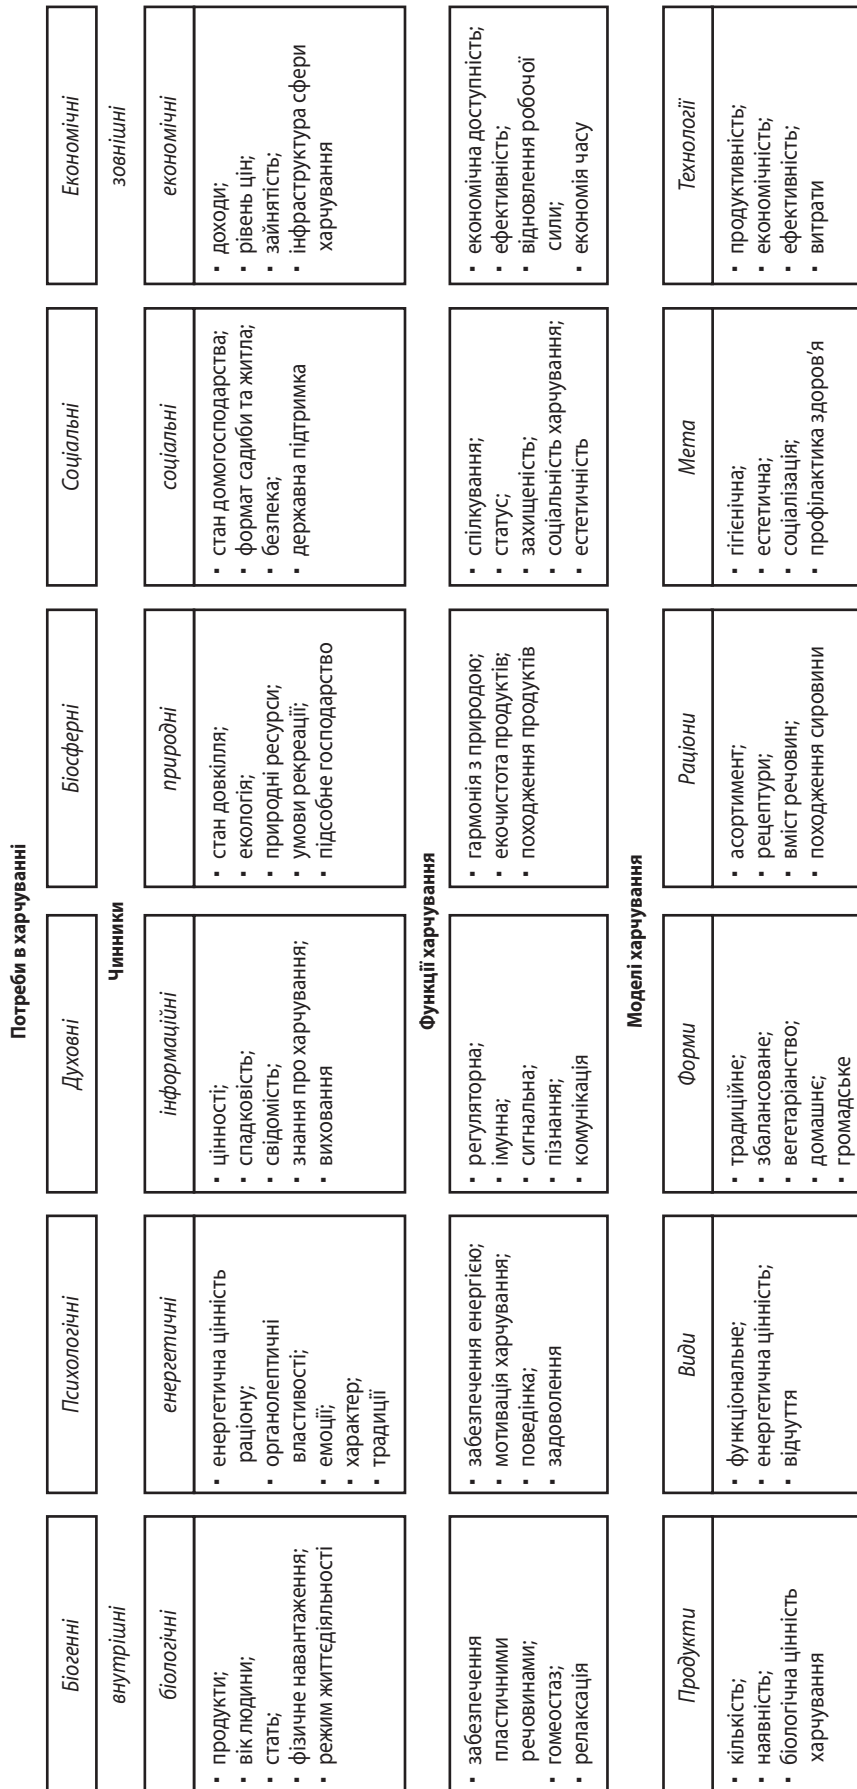 Потреби в харчуванні
Біогенні
Психологічні
Духовні
Біосферні
Соціальні
Економічні
внутрішні
Чинники
зовнішні
біологічні
▪ продукти;
▪ вік людини;
▪ стать;
▪ фізичне навантаження;
▪ режим життєдіяльності
енергетичні
▪ енергетична цінність
раціону;
▪ органолептичні
властивості;
▪ емоції;
▪ характер;
▪ традиції
інформаційні
▪ цінності;
▪ спадковість;
▪ свідомість;
▪ знання про харчування;
▪ виховання
природні
▪ стан довкілля;
▪ екологія;
▪ природні ресурси;
▪ умови рекреації;
▪ підсобне господарство
соціальні
▪ стан домогосподарства;
▪ формат садиби та житла;
▪ безпека;
▪ державна підтримка
економічні
▪ доходи;
▪ рівень цін;
▪ зайнятість;
▪ інфраструктура сфери
харчування
Функції харчування
▪ забезпечення
пластичними
речовинами;
▪ гомеостаз;
▪ релаксація
▪ забезпечення енергією;
▪ мотивація харчування;
▪ поведінка;
▪ задоволення
▪ регуляторна;
▪ імунна;
▪ сигнальна;
▪ пізнання;
▪ комунікація
▪ гармонія з природою;
▪ екочистота продуктів;
▪ походження продуктів
▪ спілкування;
▪ статус;
▪ захищеність;
▪ соціальність харчування;
▪ естетичність
▪ економічна доступність;
▪ ефективність;
▪ відновлення робочої
сили;
▪ економія часу
Моделі харчування
Продукти
▪ кількість;
▪ наявність;
▪ біологічна цінність
харчування
Види
▪ функціональне;
▪ енергетична цінність;
▪ відчуття
Форми
▪ традиційне;
▪ збалансоване;
▪ вегетаріанство;
▪ домашнє;
▪ громадське
Раціони
▪ асортимент;
▪ рецептури;
▪ вміст речовин;
▪ походження сировини
Мета
▪ гігієнічна;
▪ естетична;
▪ соціалізація;
▪ профілактика здоров'я
Технології
▪ продуктивність;
▪ економічність;
▪ ефективність;
▪ витрати